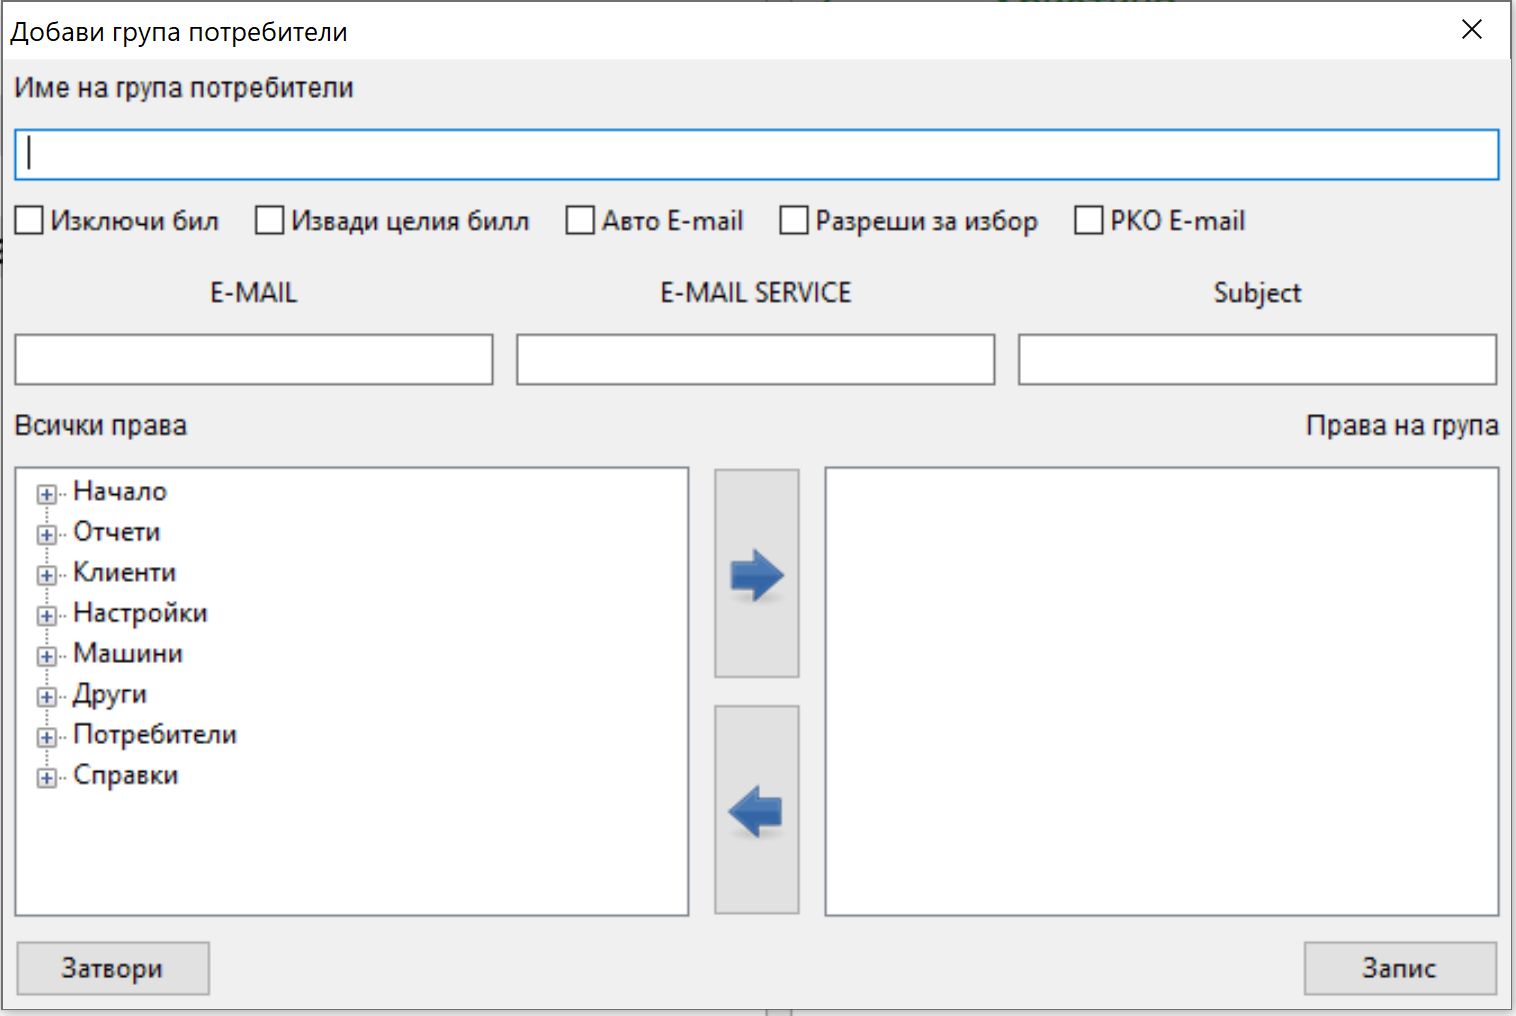 Добави група потребители
Име на група потребители
Изключи бил Извади целия билл Авто E-mail Разреши за избор РКО E-mail
E-MAIL E-MAIL SERVICE Subject
Всички права Права на група
Начало
Отчети
Клиенти
Настройки
Машини
Други
Потребители
Справки
Затвори Запис